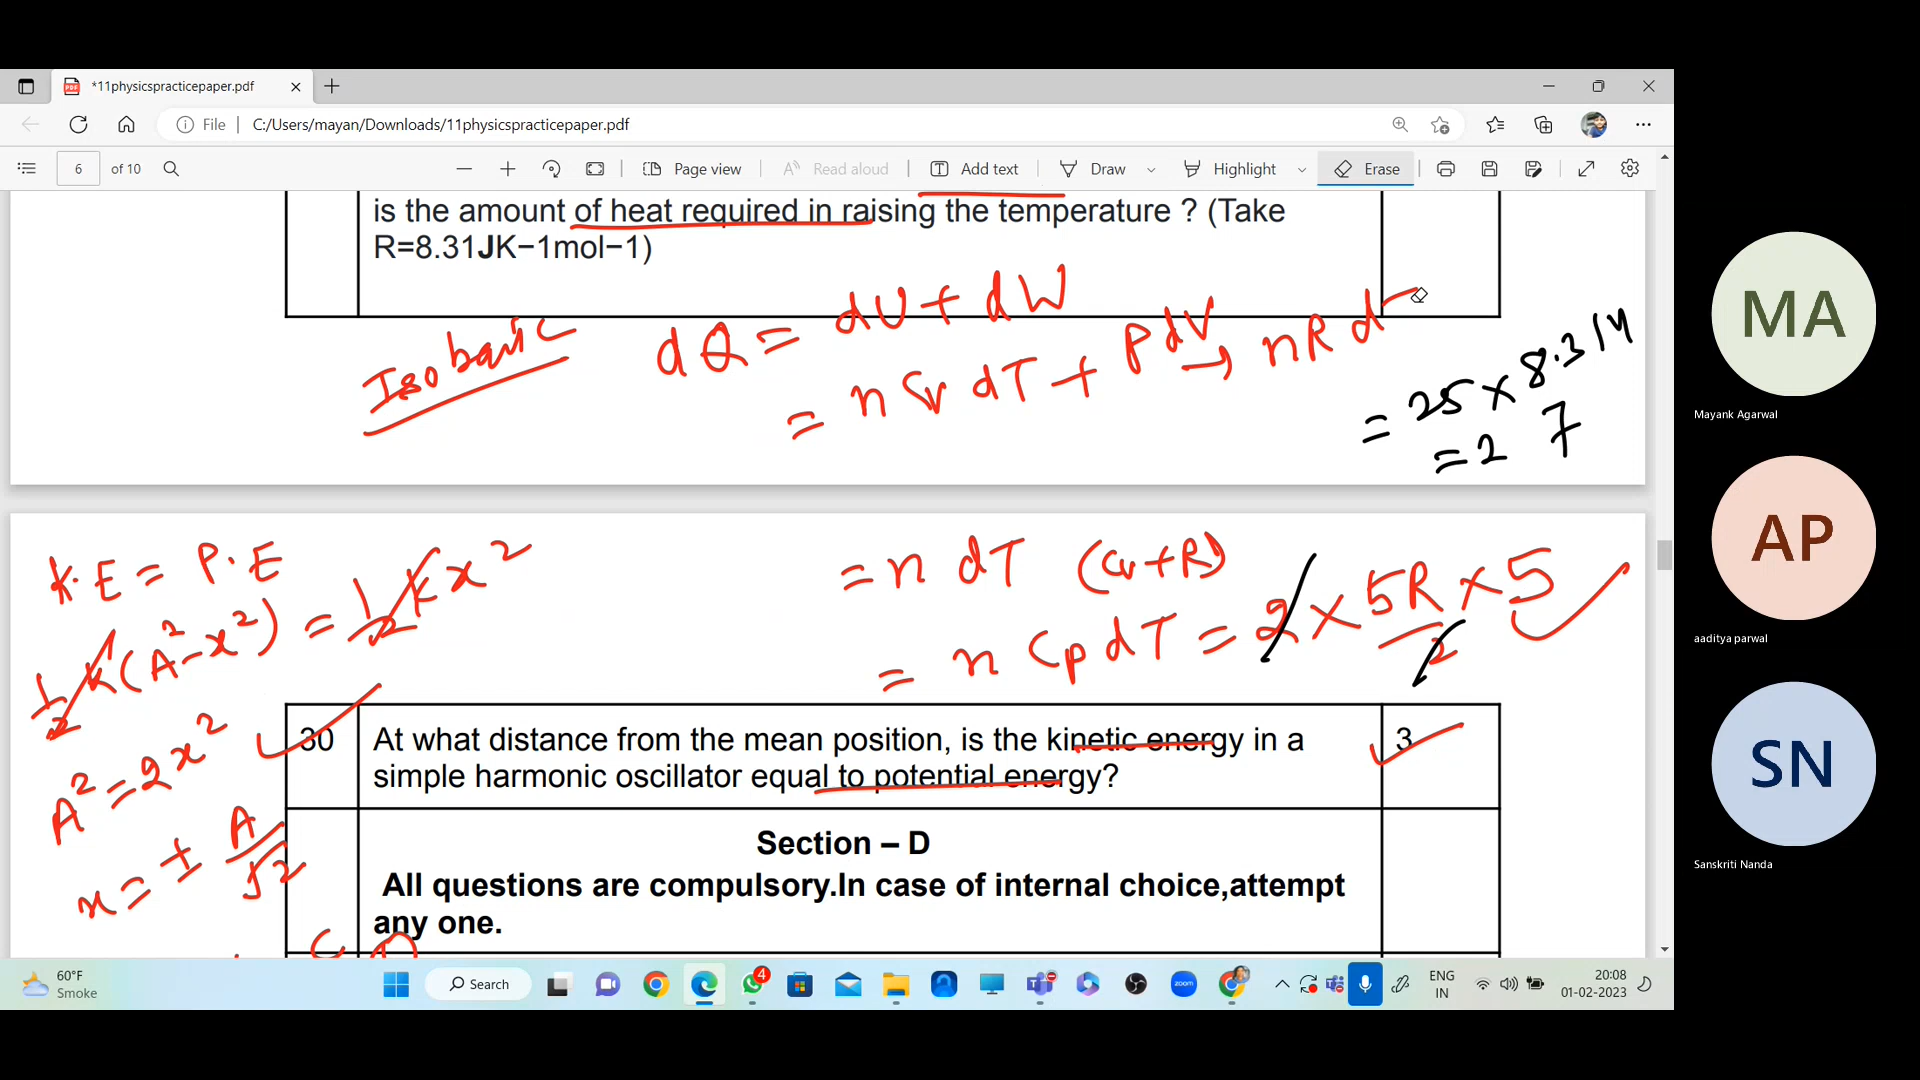 *11physicspracticepaper.pdf
File | C:/Users/mayan/Downloads/11physicspracticepaper.pdf
6 of 10
Page view
Read aloud
Add text
Draw
Highlight
Erase
is the amount of heat required in raising the temperature ? (Take
R=8.31JK−1mol−1)
Isobaric
dQ = dU + dW
= n Cv dT + PdV → nR d
= 25 × 8.314
= 2 7
K.E = P.E
1/2 K(A²-x²) = 1/2 Kx²
A² = 2x²
x = ± A/√2
= n dT (Cv+R)
= n Cp dT = 2 × 5R/2 × 5
30 At what distance from the mean position, is the kinetic energy in a 3
simple harmonic oscillator equal to potential energy?
Section – D
All questions are compulsory.In case of internal choice,attempt
any one.
MA
Mayank Agarwal
AP
aaditya parwal
SN
Sanskriti Nanda
60°F
Smoke
Search
4
zoom
ENG
IN
20:08
01-02-2023